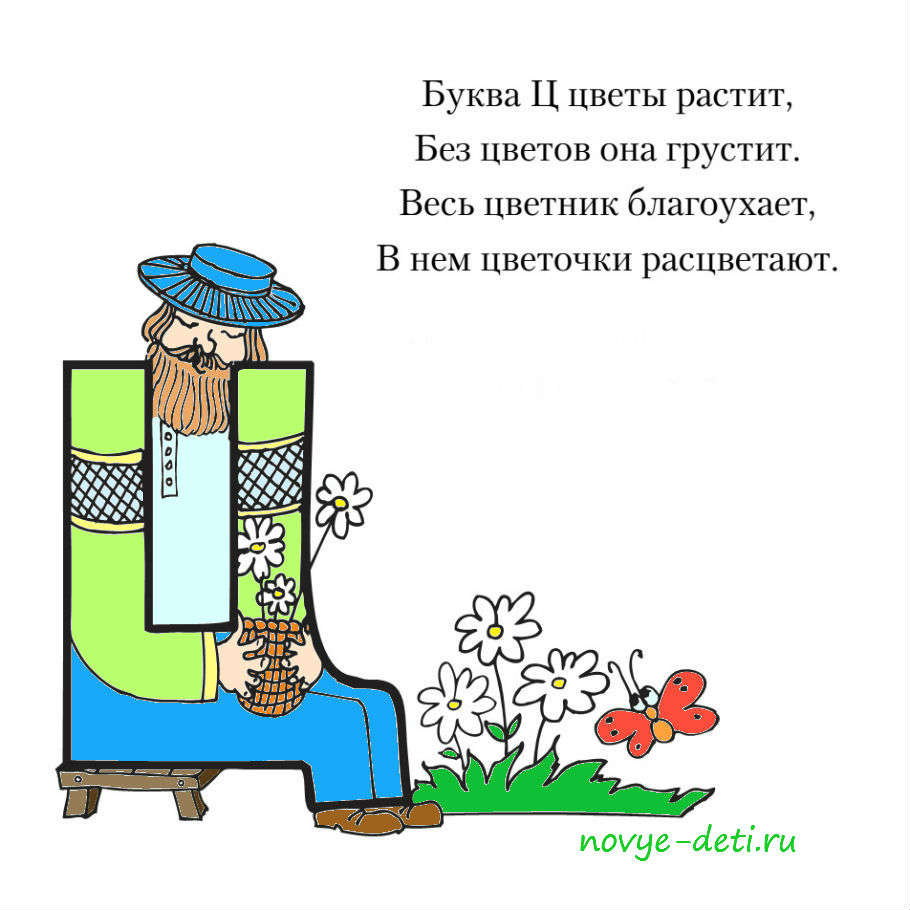 Буква Ц цветы растит,
Без цветов она грустит.
Весь цветник благоухает,
В нем цветочки расцветают.
novye-deti.ru